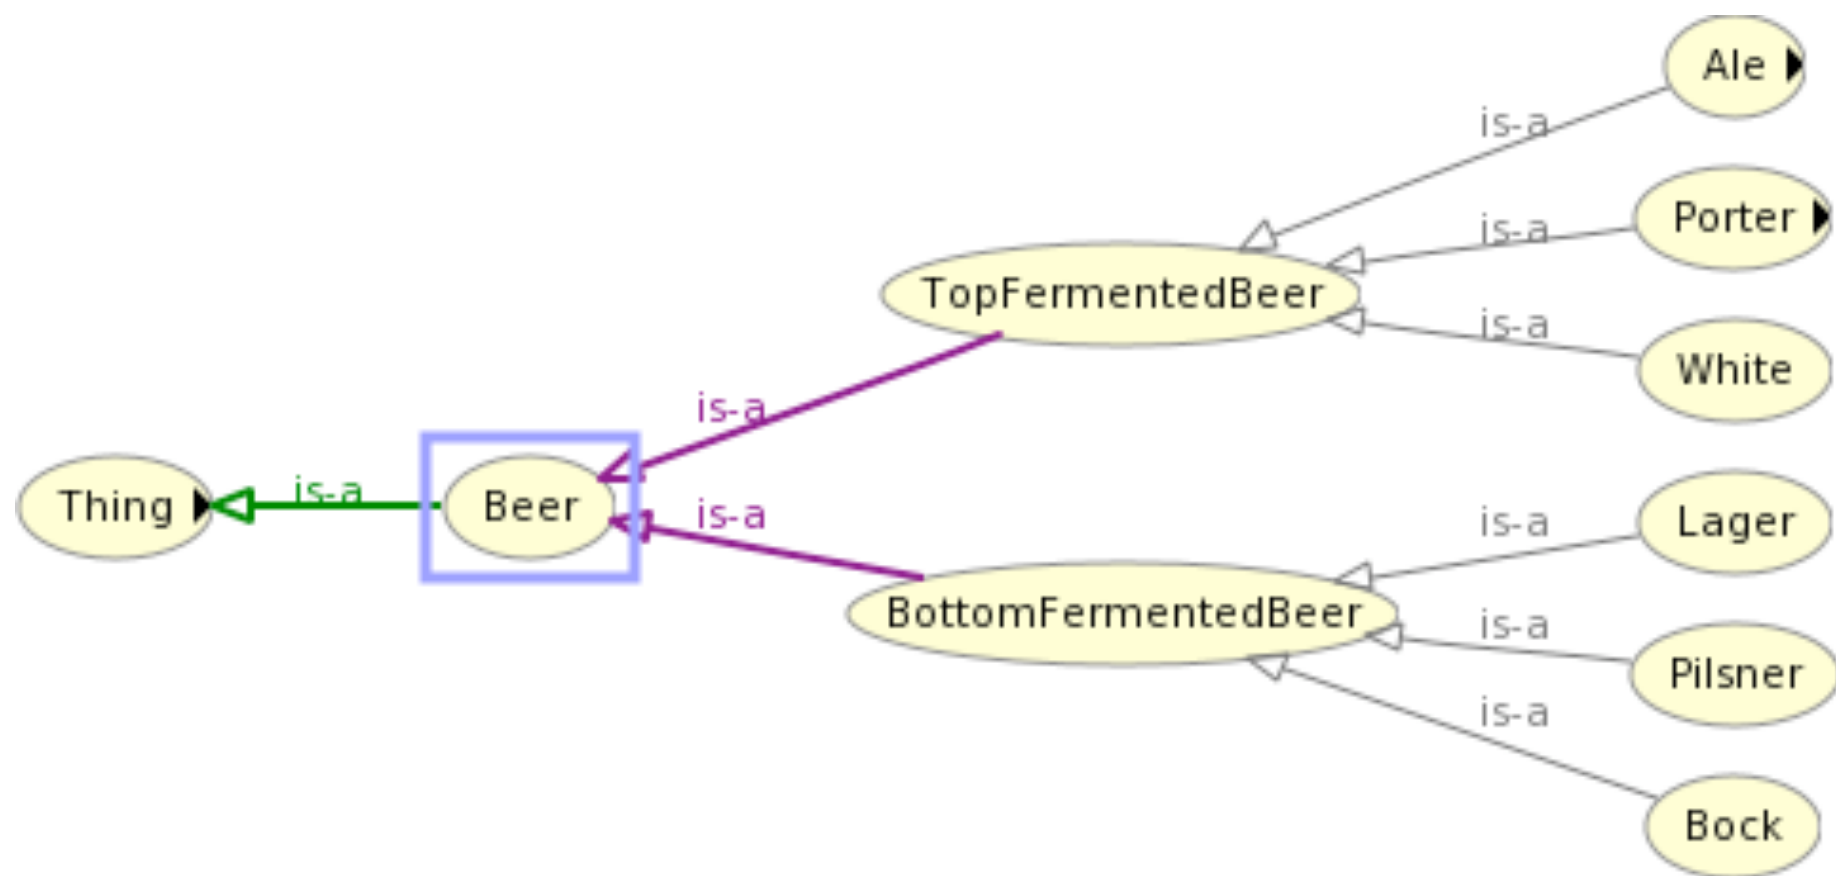 Ale
is-a
Porter
is-a
TopFermentedBeer
is-a
White
is-a
Thing
is-a
Beer
is-a
Lager
is-a
BottomFermentedBeer
is-a
Pilsner
is-a
Bock